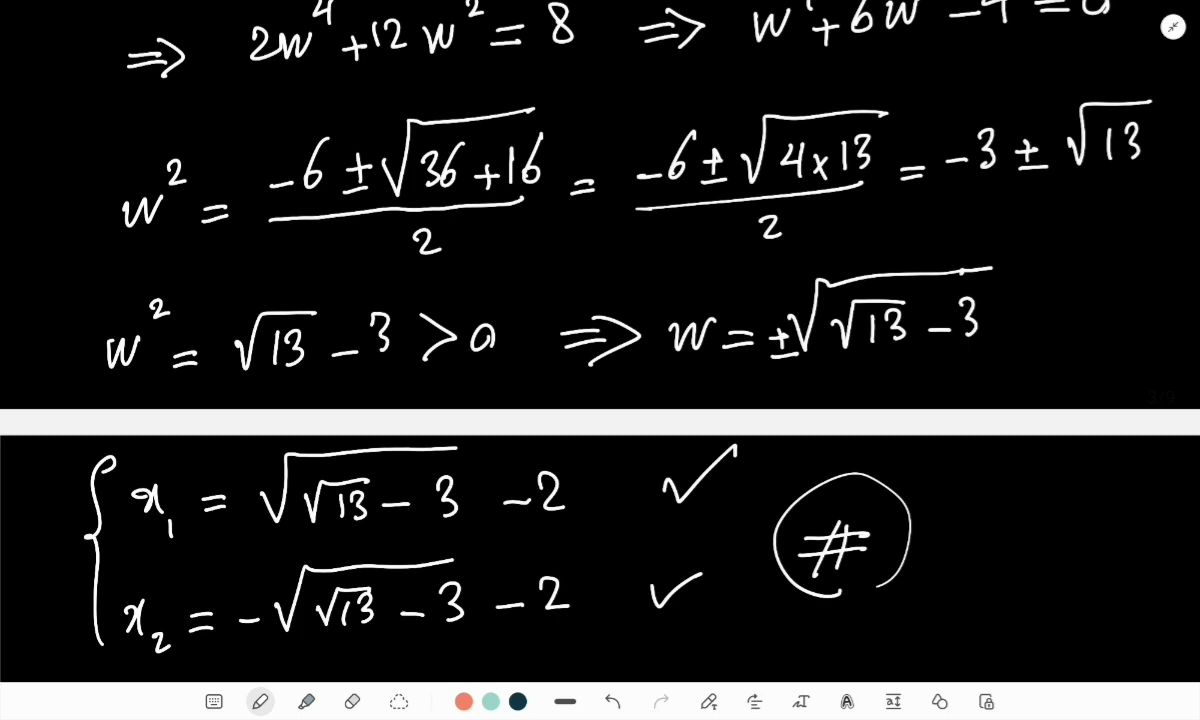 ⇒ 2w⁴ + 12w² = 8 ⇒ w⁴ + 6w² - 4 = 0
w² = (-6 ± √(36 + 16))/2 = (-6 ± √(4×13))/2 = -3 ± √13
w² = √13 - 3 > 0 ⇒ w = ±√(√13 - 3)
{ x₁ = √(√13 - 3) - 2 ✓
x₂ = -√(√13 - 3) - 2 ✓
#